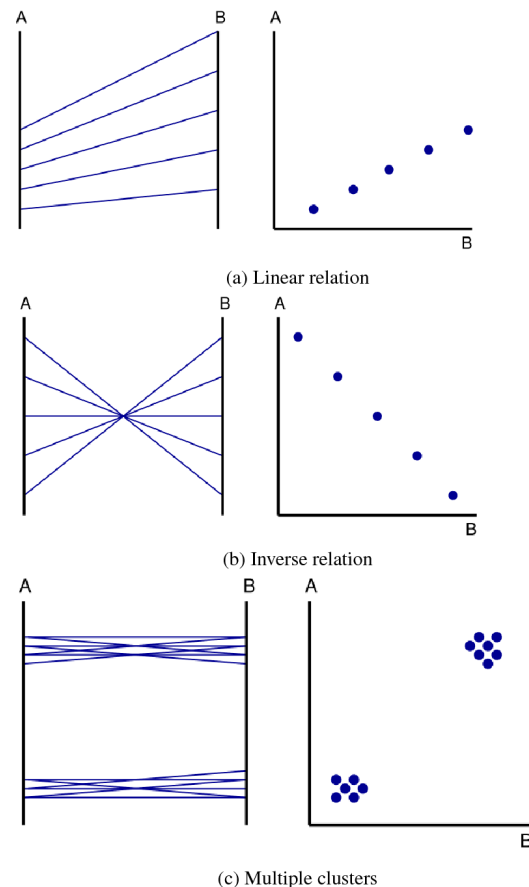 A B
B
(a) Linear relation
A B A
B
(b) Inverse relation
A B A
B
(c) Multiple clusters